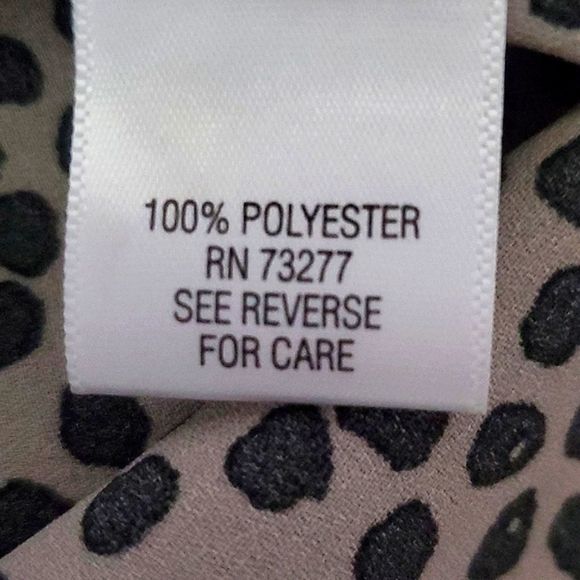 100% POLYESTER
RN 73277
SEE REVERSE
FOR CARE